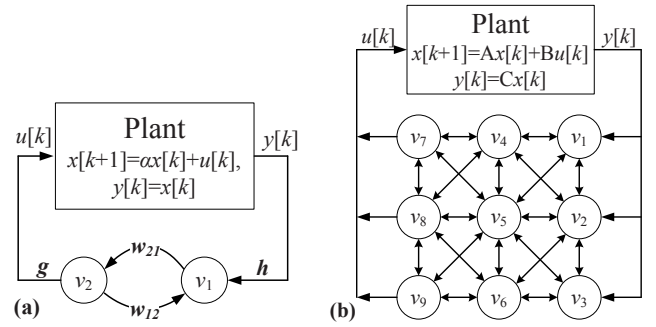 Plant
x[k+1]=αx[k]+u[k],
y[k]=x[k]
u[k]
y[k]
g
v2
w21
w12
v1
h
(a)
Plant
x[k+1]=Ax[k]+Bu[k]
y[k]=Cx[k]
u[k]
y[k]
v7 v4 v1
v8 v5 v2
v9 v6 v3
(b)